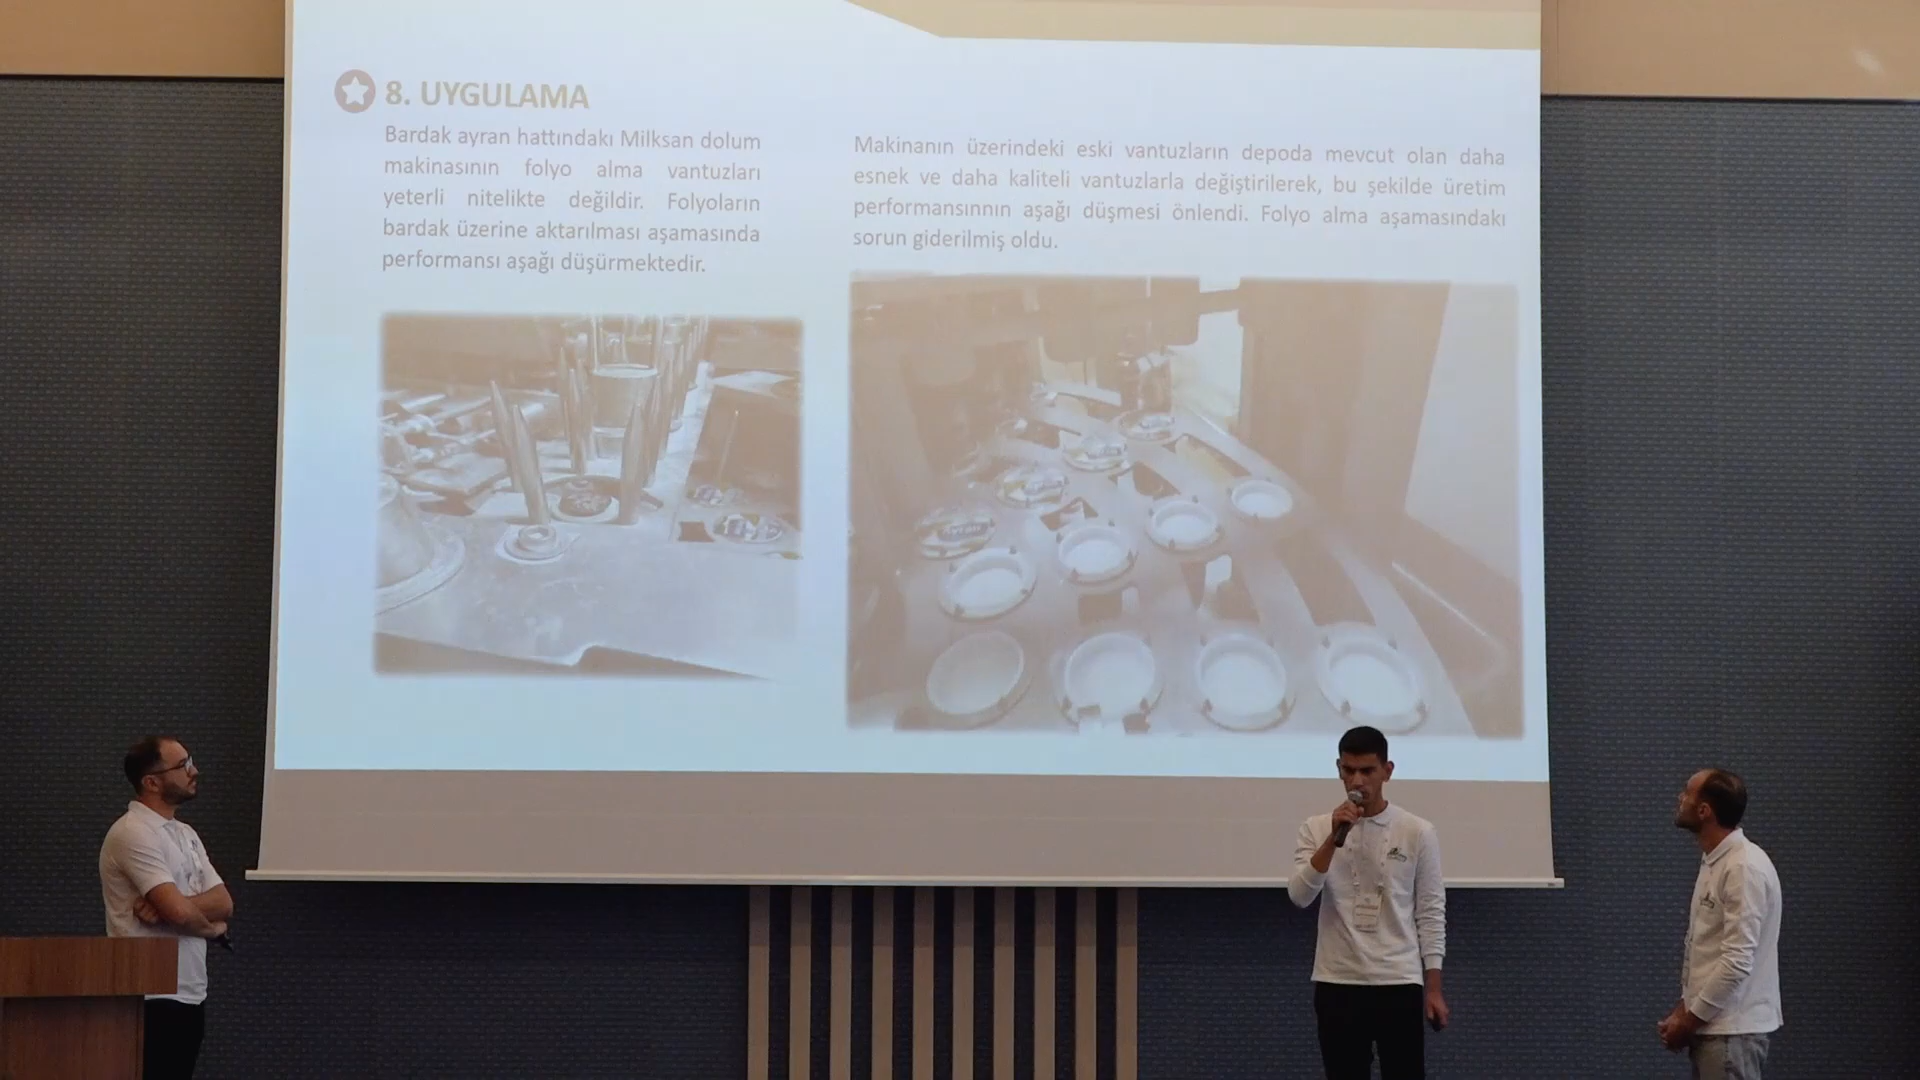 8. UYGULAMA
Bardak ayran hattındakı Milksan dolum
makinasının folyo alma vantuzları
yeterli nitelikte değildir. Folyoların
bardak üzerine aktarılması aşamasında
performansı aşağı düşürmektedir.
Makinanın üzerindeki eski vantuzların depoda mevcut olan daha
esnek ve daha kaliteli vantuzlarla değiştirilerek, bu şekilde üretim
performansınnın aşağı düşmesi önlendi. Folyo alma aşamasındakı
sorun giderilmiş oldu.